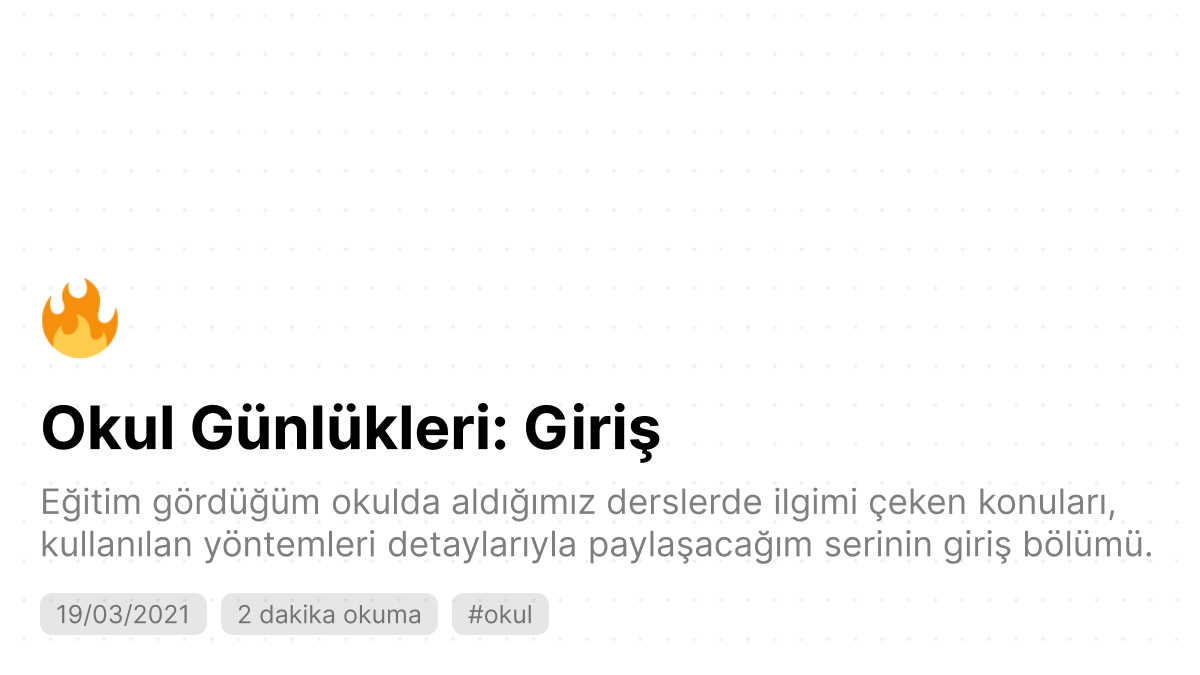 Okul Günlükleri: Giriş
Eğitim gördüğüm okulda aldığımız derslerde ilgimi çeken konuları,
kullanılan yöntemleri detaylarıyla paylaşacağım serinin giriş bölümü.
19/03/2021 2 dakika okuma #okul